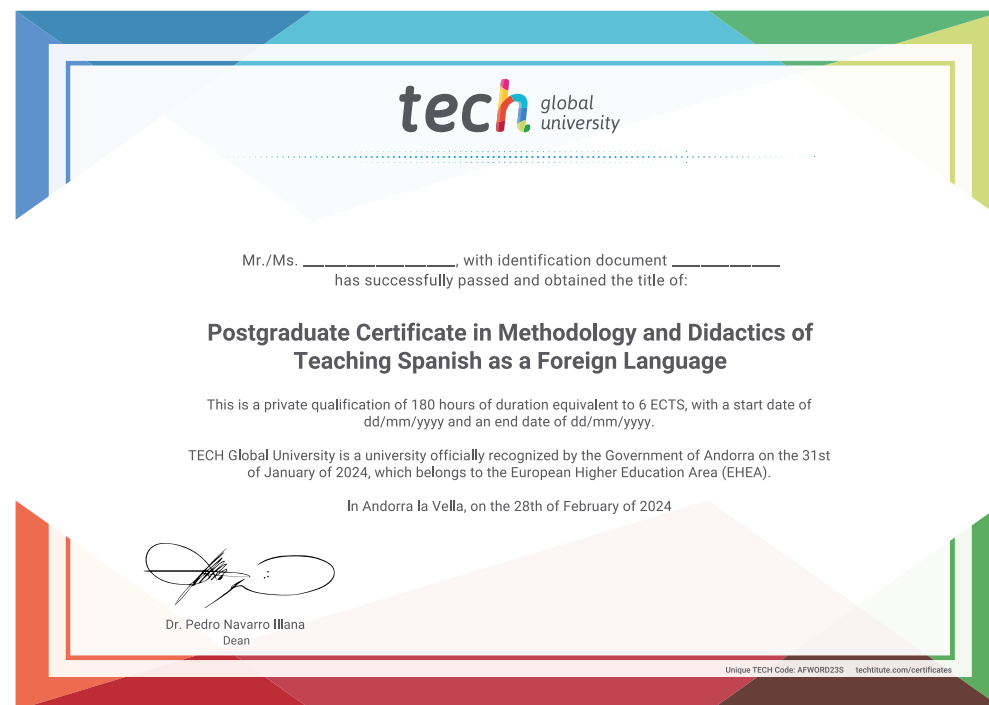 tech global university
Mr./Ms. ____________________, with identification document ______________
has successfully passed and obtained the title of:
Postgraduate Certificate in Methodology and Didactics of
Teaching Spanish as a Foreign Language
This is a private qualification of 180 hours of duration equivalent to 6 ECTS, with a start date of
dd/mm/yyyy and an end date of dd/mm/yyyy.
TECH Global University is a university officially recognized by the Government of Andorra on the 31st
of January of 2024, which belongs to the European Higher Education Area (EHEA).
In Andorra la Vella, on the 28th of February of 2024
Dr. Pedro Navarro Illana
Dean
Unique TECH Code: AFWORD23S techtitute.com/certificates